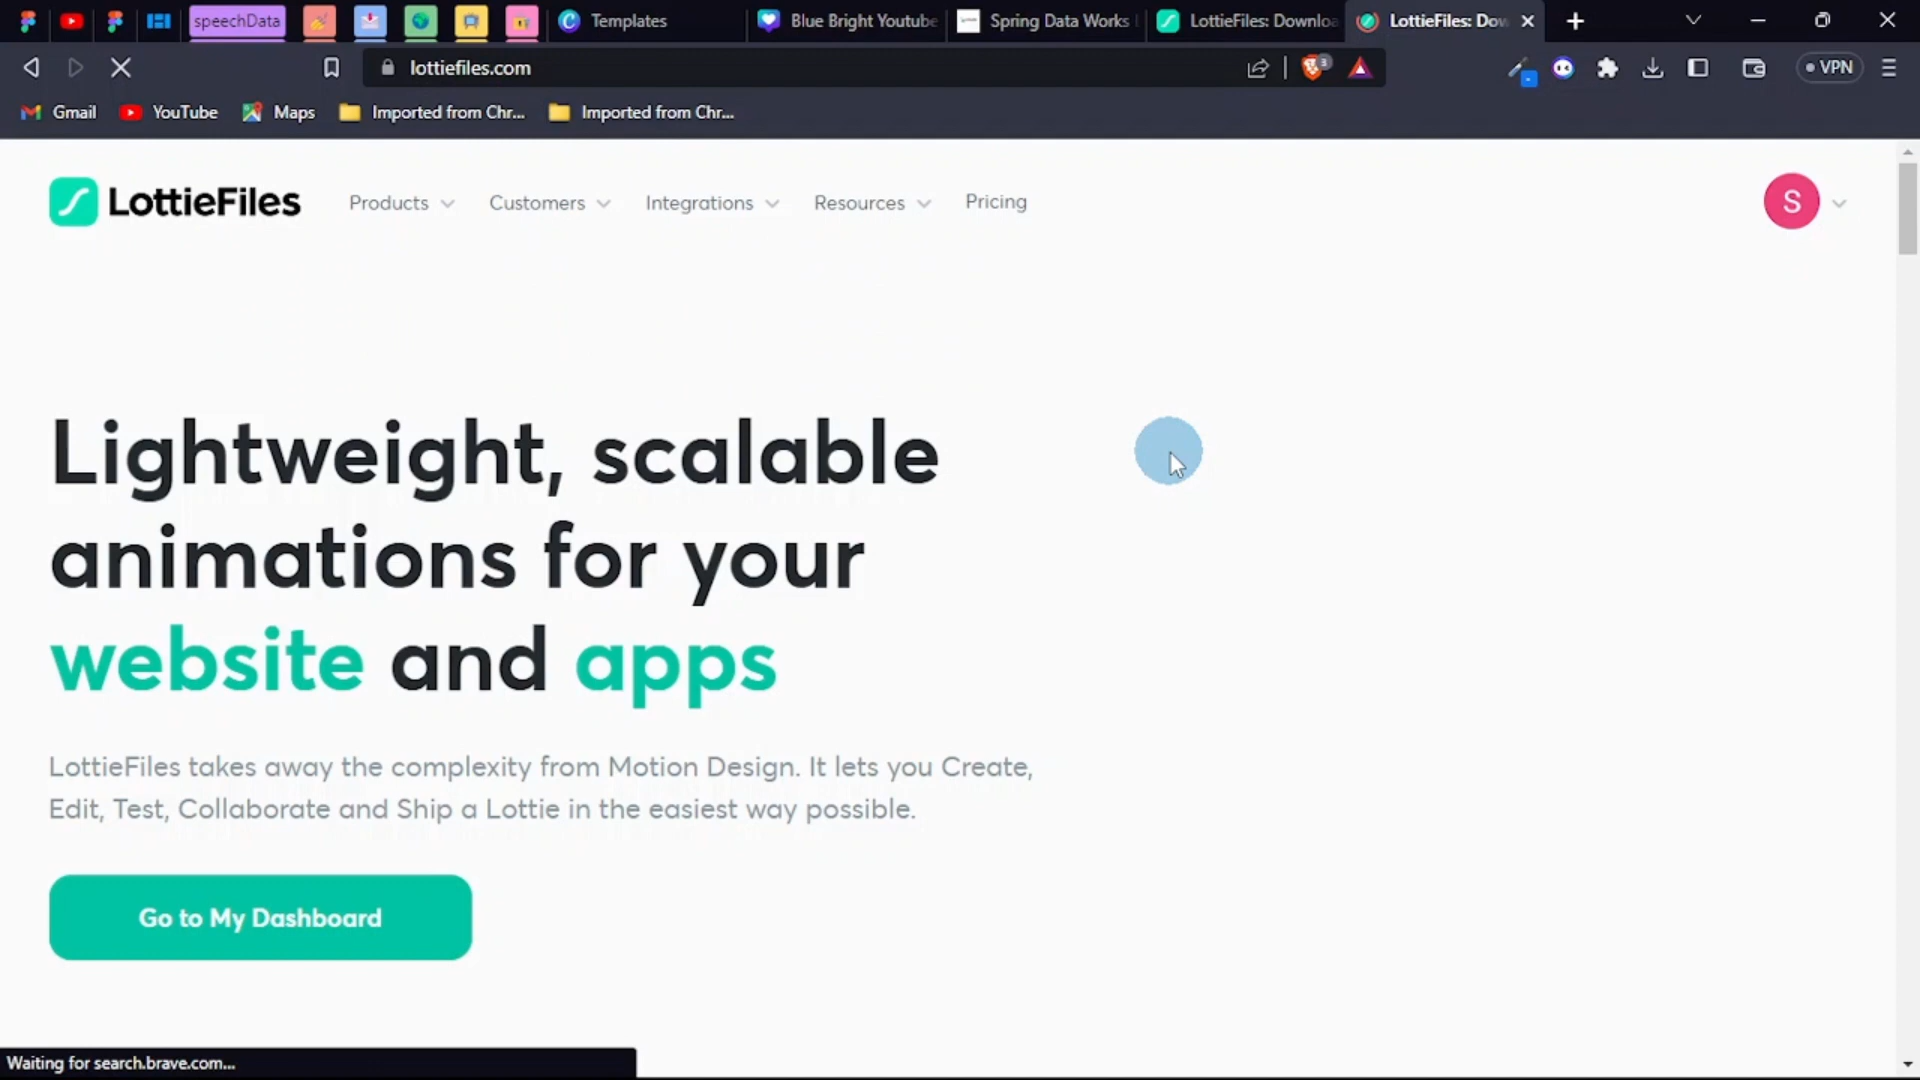 speechData
Templates
Blue Bright Youtube
Spring Data Works
LottieFiles: Downloa
LottieFiles: Dow
lottiefiles.com
3
VPN
Gmail
YouTube
Maps
Imported from Chr...
Imported from Chr...
LottieFiles
Products
Customers
Integrations
Resources
Pricing
S
Lightweight, scalable
animations for your
website and apps
LottieFiles takes away the complexity from Motion Design. It lets you Create,
Edit, Test, Collaborate and Ship a Lottie in the easiest way possible.
Go to My Dashboard
Waiting for search.brave.com...